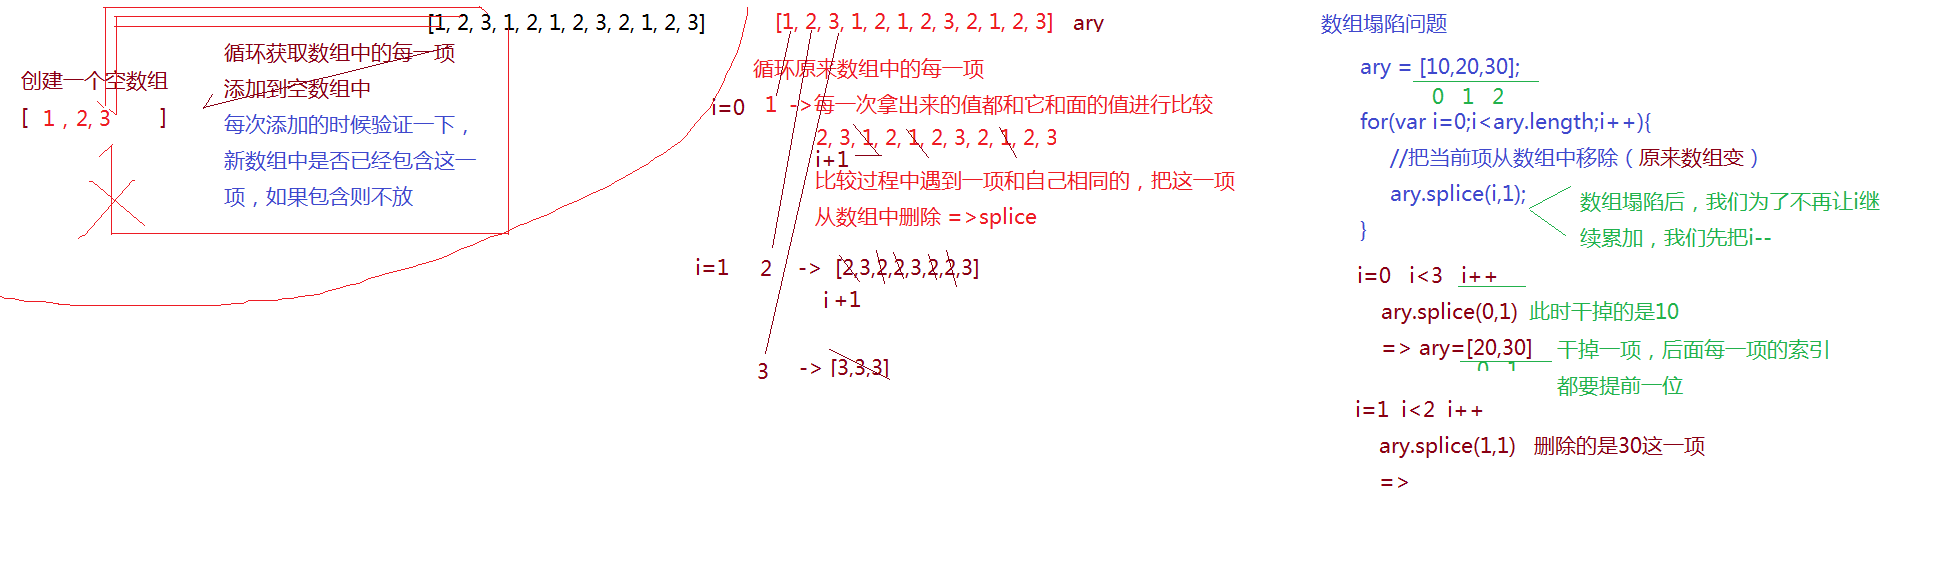 [1, 2, 3, 1, 2, 1, 2, 3, 2, 1, 2, 3]
循环获取数组中的每一项
创建一个空数组
添加到空数组中
[ 1 , 2, 3 ]
每次添加的时候验证一下，
新数组中是否已经包含这一
项，如果包含则不放
[1, 2, 3, 1, 2, 1, 2, 3, 2, 1, 2, 3] ary
循环原来数组中的每一项
i=0 1 ->每一次拿出来的值都和它和面的值进行比较
2, 3, 1, 2, 1, 2, 3, 2, 1, 2, 3
i+1
比较过程中遇到一项和自己相同的，把这一项
从数组中删除 =>splice
i=1 2 -> [2,3,2,2,3,2,2,3]
i +1
3 -> [3,3,3]
数组塌陷问题
ary = [10,20,30];
0 1 2
for(var i=0;i<ary.length;i++){
//把当前项从数组中移除（原来数组变）
ary.splice(i,1);
数组塌陷后，我们为了不再让i继
续累加，我们先把i--
}
i=0 i<3 i++
ary.splice(0,1) 此时干掉的是10
=> ary=[20,30] 干掉一项，后面每一项的索引
0 1
都要提前一位
i=1 i<2 i++
ary.splice(1,1) 删除的是30这一项
=>